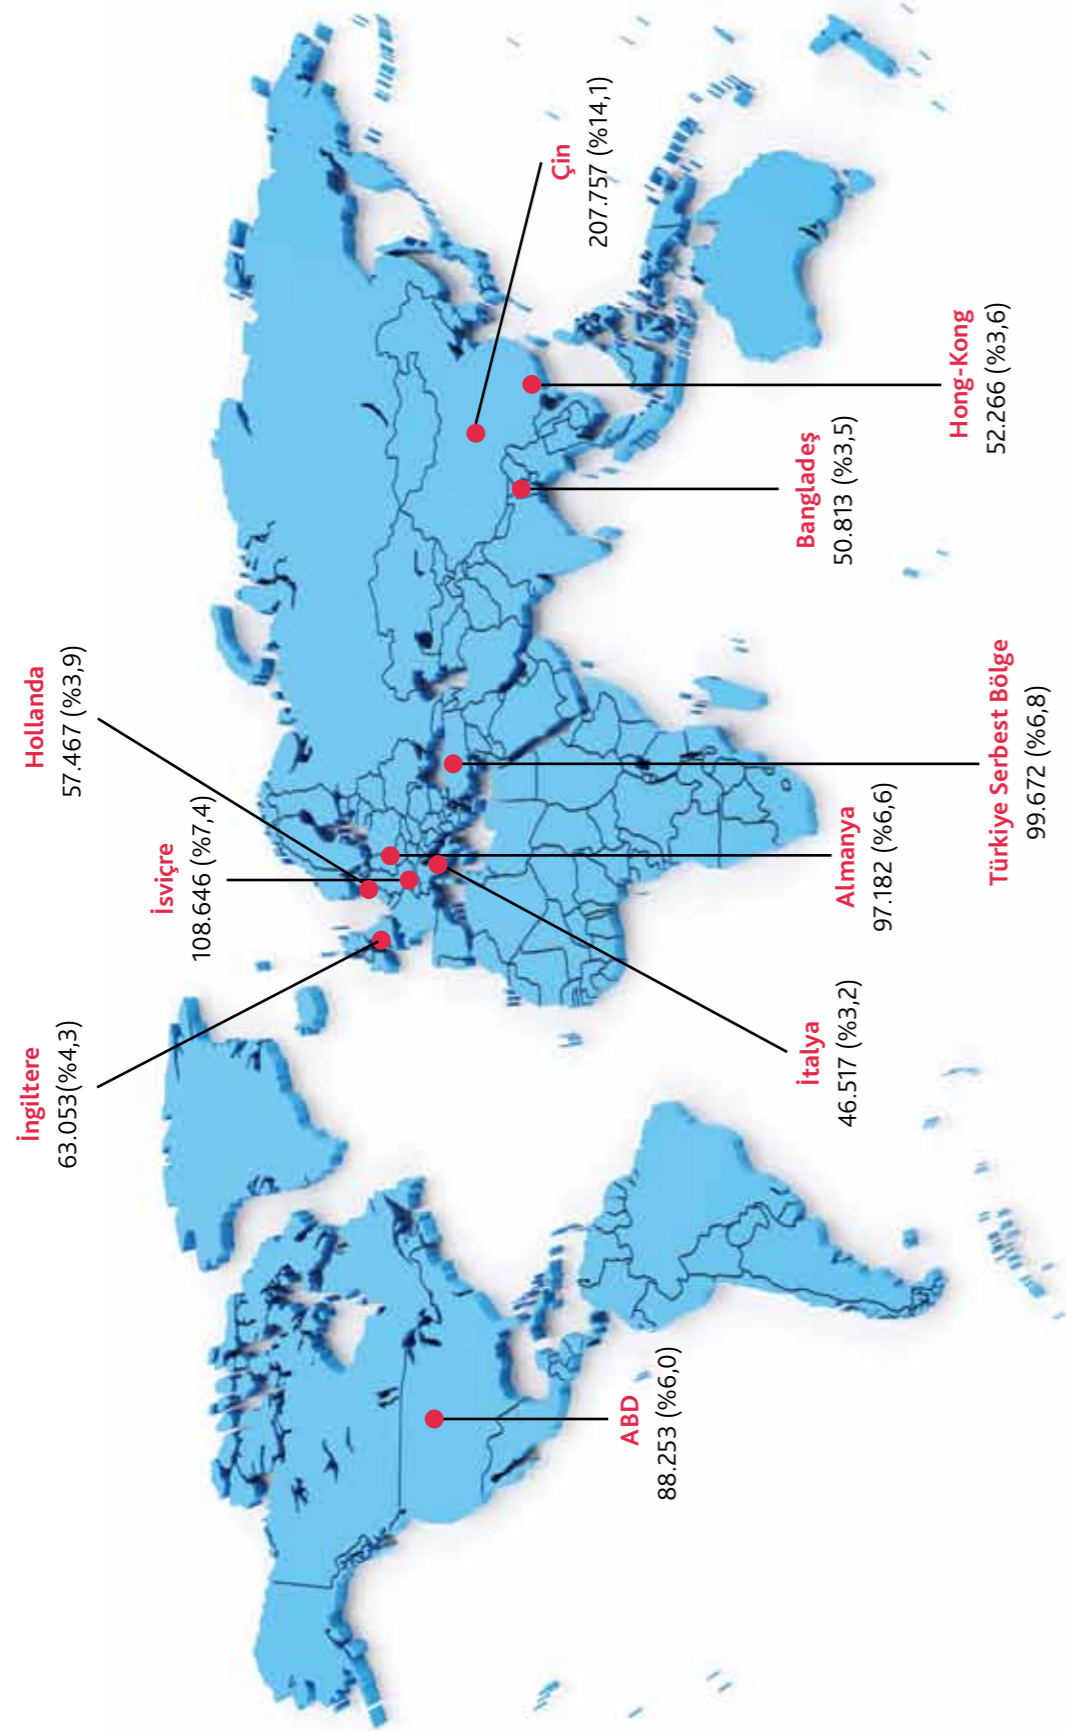 Hollanda
57.467 (%3,9)
İngiltere
63.053(%4,3)
İsviçre
108.646 (%7,4)
Çin
207.757 (%14,1)
ABD
88.253 (%6,0)
İtalya
46.517 (%3,2)
Almanya
97.182 (%6,6)
Bangladeş
50.813 (%3,5)
Türkiye Serbest Bölge
99.672 (%6,8)
Hong-Kong
52.266 (%3,6)